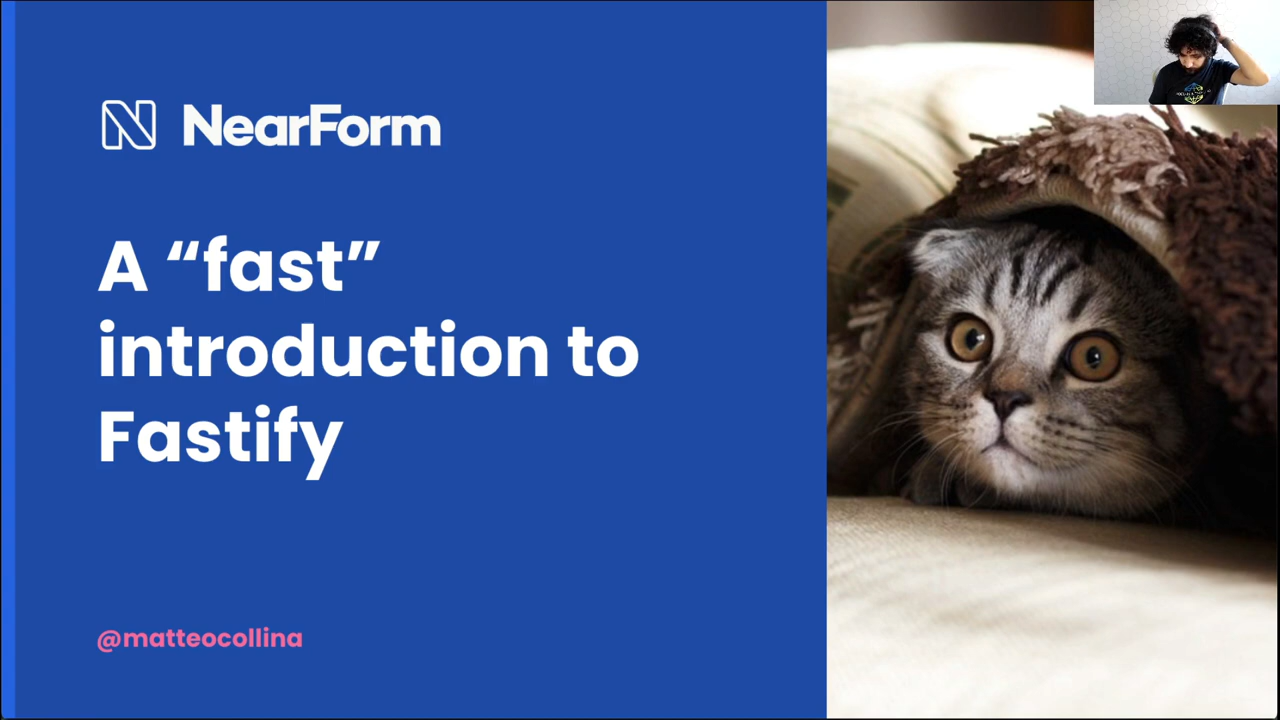 NearForm
A “fast”
introduction to
Fastify
@matteocollina